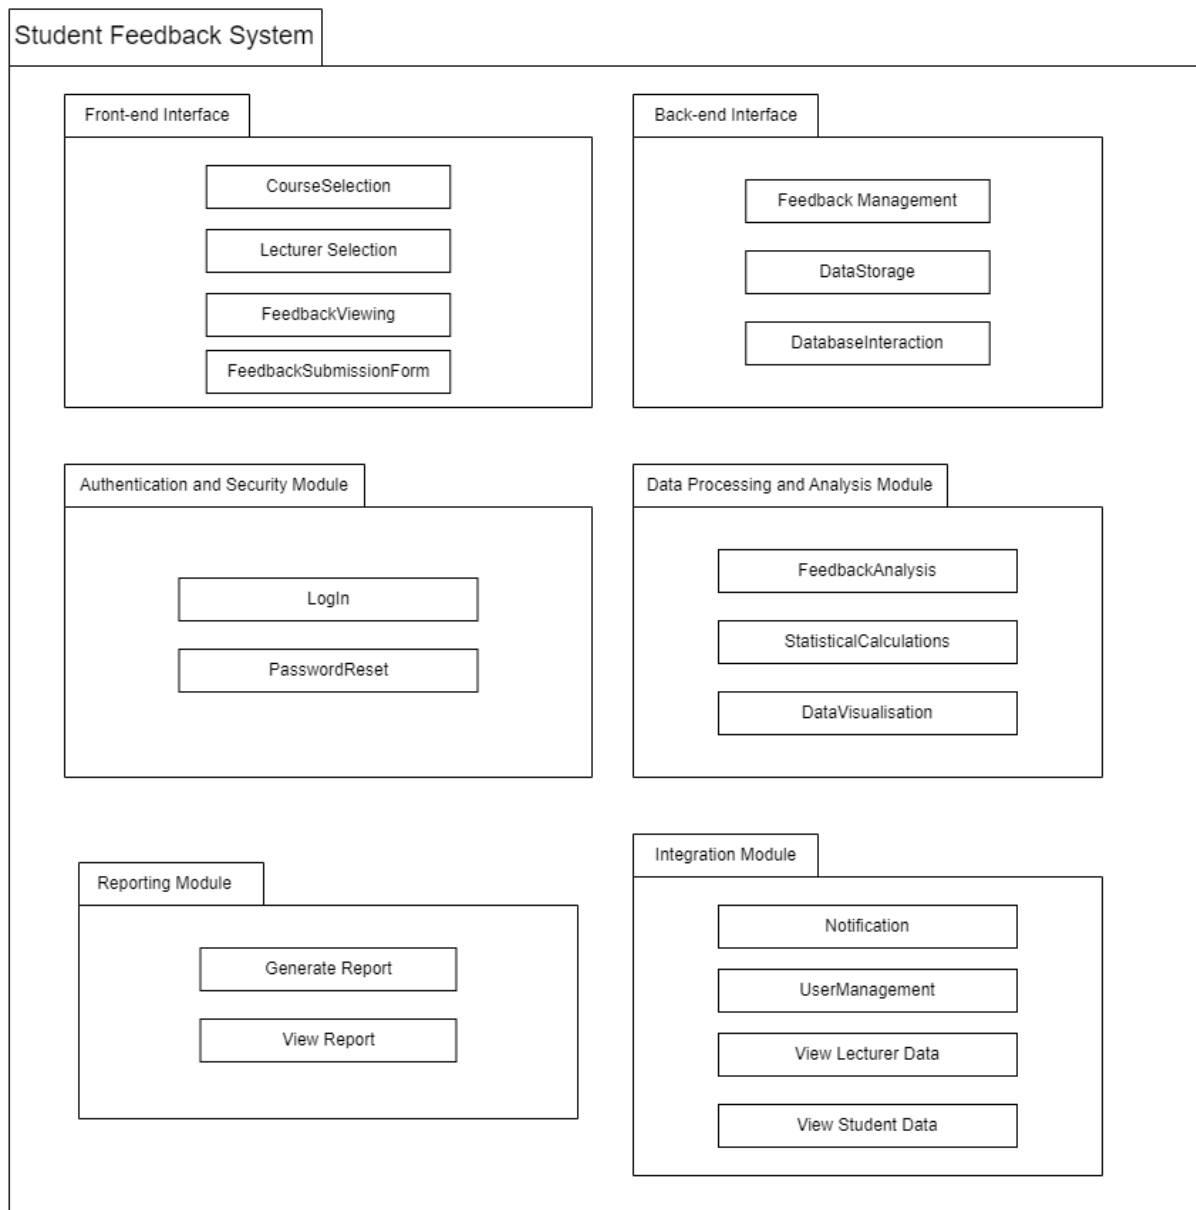 Student Feedback System
Front-end Interface
CourseSelection
Lecturer Selection
FeedbackViewing
FeedbackSubmissionForm
Back-end Interface
Feedback Management
DataStorage
DatabaseInteraction
Authentication and Security Module
LogIn
PasswordReset
Data Processing and Analysis Module
FeedbackAnalysis
StatisticalCalculations
DataVisualisation
Reporting Module
Generate Report
View Report
Integration Module
Notification
UserManagement
View Lecturer Data
View Student Data